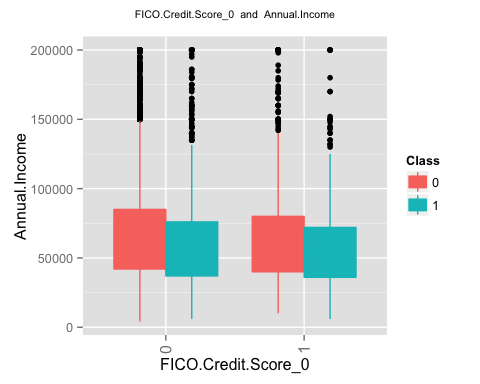 FICO.Credit.Score_0 and Annual.Income
200000
150000
100000
50000
0
Annual.Income
0
1
FICO.Credit.Score_0
Class
0
1